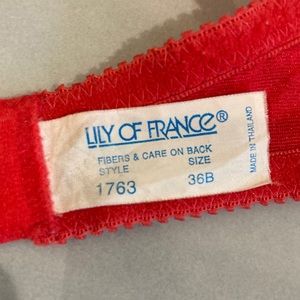 LILY OF FRANCE®
FIBERS & CARE ON BACK
STYLE SIZE
1763 36B
MADE IN THAILAND